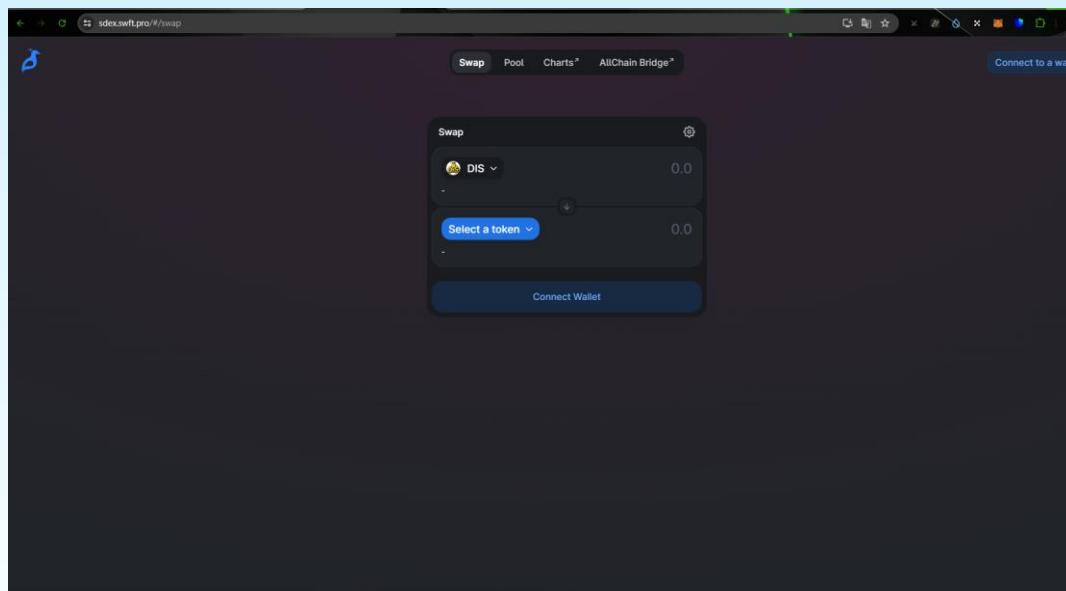 sdex.swft.pro/#/swap
Swap
Pool
Charts↗
AllChain Bridge↗
Connect to a wa
Swap
DIS
0.0
-
Select a token
0.0
-
Connect Wallet